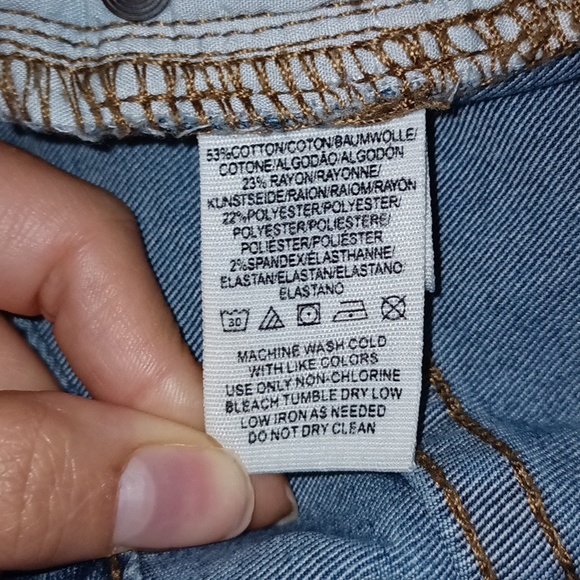 53%COTTON/COTON/BAUMWOLLE/
COTONE/ALGODÃO/ALGODON
23% RAYON/RAYONNE/
KUNSTSEIDE/RAION/RAIOM/RAYON
22%POLYESTER/POLYESTER/
POLYESTER/POLIESTERE/
POLIÉSTER/POLIÉSTER
2%SPANDEX/ÉLASTHANNE/
ELASTAN/ELASTAN/ELASTANO/
ELASTANO
30
MACHINE WASH COLD
WITH LIKE COLORS
USE ONLY NON-CHLORINE
BLEACH TUMBLE DRY LOW
LOW IRON AS NEEDED
DO NOT DRY CLEAN